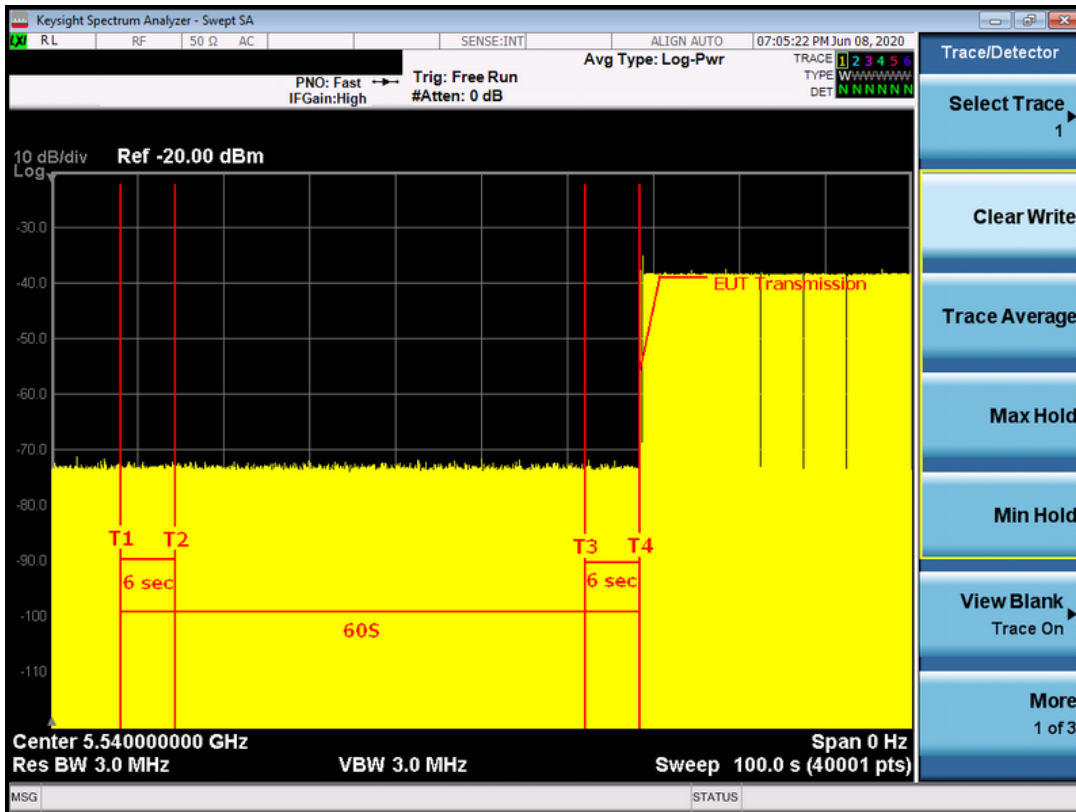 Keysight Spectrum Analyzer - Swept SA
LXI RL RF 50 Ω AC SENSE:INT ALIGN AUTO 07:05:22 PM Jun 08, 2020
Avg Type: Log-Pwr
TRACE 1 2 3 4 5 6
TYPE WWWWWW
DET N N N N N N
PNO: Fast
IFGain:High
Trig: Free Run
#Atten: 0 dB
10 dB/div
Log
Ref -20.00 dBm
-30.0
-40.0
-50.0
-60.0
-70.0
-80.0
-90.0
-100
-110
EUT Transmission
T1 T2 T3 T4
6 sec 6 sec
60S
Center 5.540000000 GHz Span 0 Hz
Res BW 3.0 MHz VBW 3.0 MHz Sweep 100.0 s (40001 pts)
MSG STATUS
Trace/Detector
Select Trace
1
Clear Write
Trace Average
Max Hold
Min Hold
View Blank
Trace On
More
1 of 3